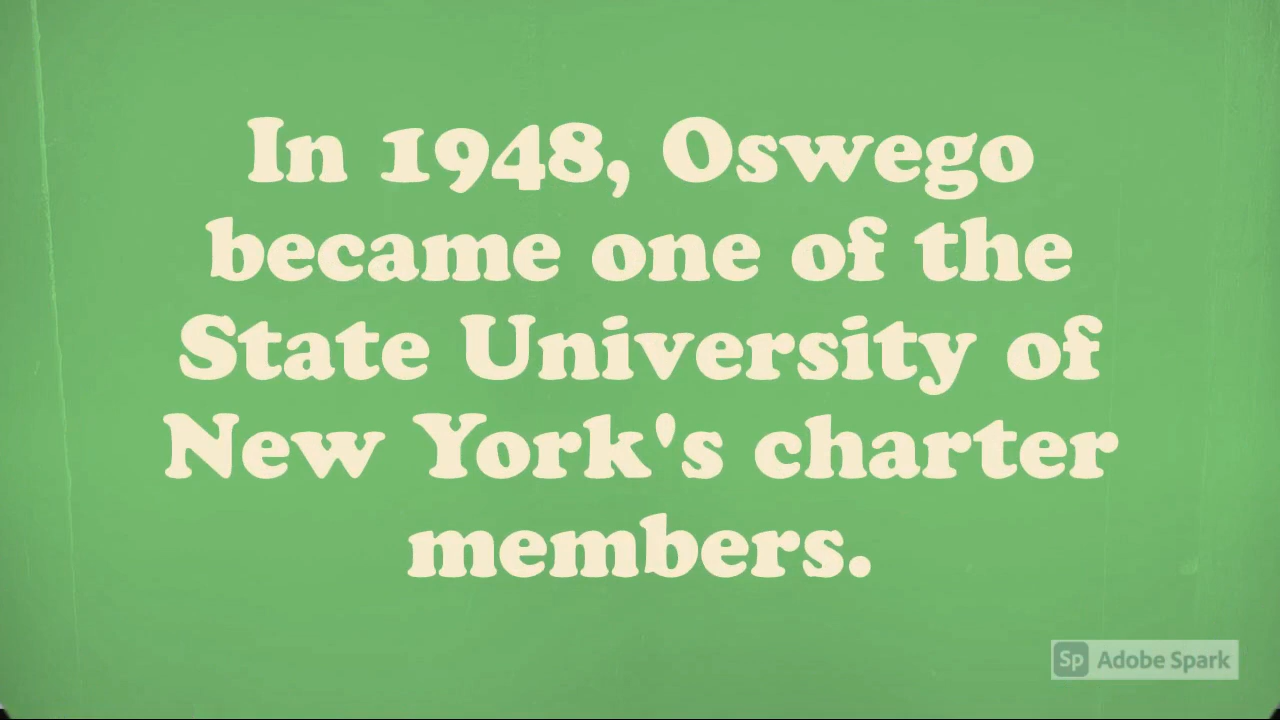 In 1948, Oswego
became one of the
State University of
New York's charter
members.
Sp Adobe Spark